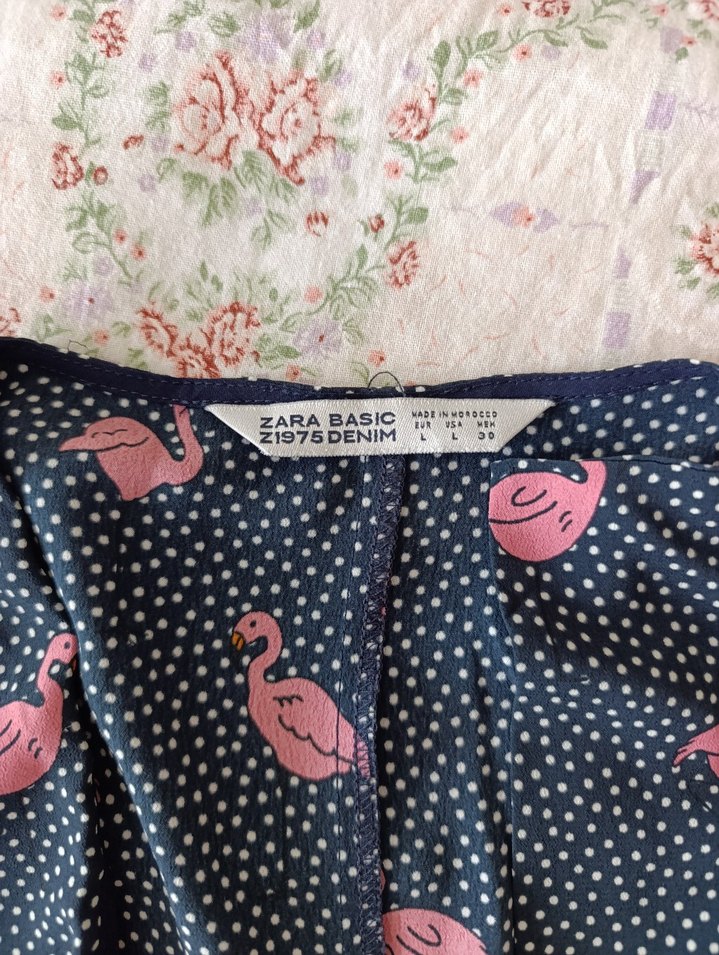 ZARA BASIC
Z1975 DENIM
MADE IN MOROCCO
EUR USA MEX
L L 30